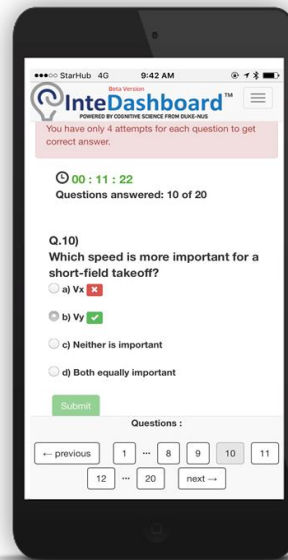 StarHub 4G 9:42 AM
Beta Version
InteDashboard™
POWERED BY COGNITIVE SCIENCE FROM DUKE-NUS
You have only 4 attempts for each question to get
correct answer.
00 : 11 : 22
Questions answered: 10 of 20
Q.10)
Which speed is more important for a
short-field takeoff?
a) Vx
b) Vy
c) Neither is important
d) Both equally important
Submit
Questions :
← previous 1 ... 8 9 10 11
12 ... 20 next →